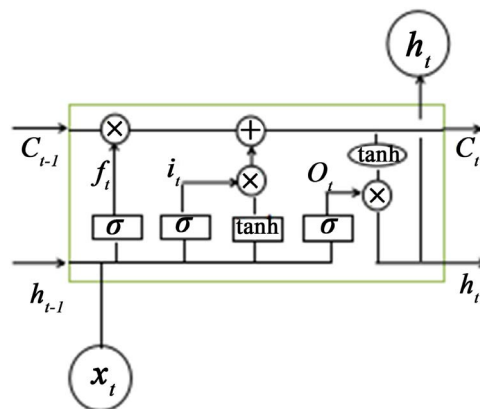 h_t
C_{t-1}
×
+
C_t
f_t
i_t
×
O_t
tanh
×
σ
σ
tanh
σ
h_{t-1}
h_t
x_t